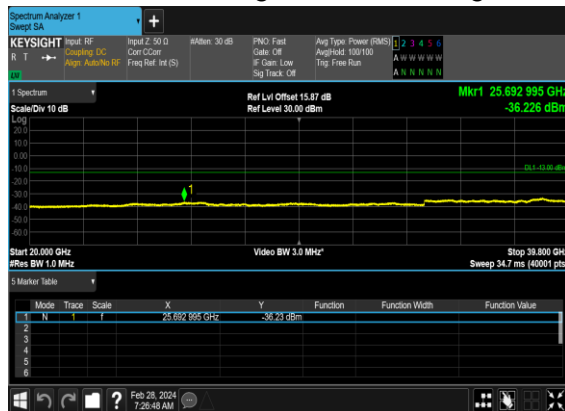 Spectrum Analyzer 1
Swept SA
KEYSIGHT Input: RF Input Z: 50 Ω #Atten: 30 dB PNO: Fast Avg Type: Power (RMS) 1 2 3 4 5 6
R T Coupling: DC Corr CCorr Gate: Off Avg|Hold: 100/100 A W W W W W
Align: Auto/No RF Freq Ref: Int (S) IF Gain: Low Trig: Free Run
Sig Track: Off A N N N N N
1 Spectrum Ref Lvl Offset 15.87 dB Mkr1 25.692 995 GHz
Scale/Div 10 dB Ref Level 30.00 dBm -36.226 dBm
Log
20.0
10.0
0.00
-10.0 DL1 -13.00 dBm
-20.0
1
-30.0
-40.0
-50.0
-60.0
Start 20.000 GHz Video BW 3.0 MHz* Stop 39.800 GHz
#Res BW 1.0 MHz Sweep 34.7 ms (40001 pts
5 Marker Table
Mode Trace Scale X Y Function Function Width Function Value
1 N 1 f 25.692 995 GHz -36.23 dBm
2
3
4
5
6
? Feb 28, 2024
7:26:48 AM